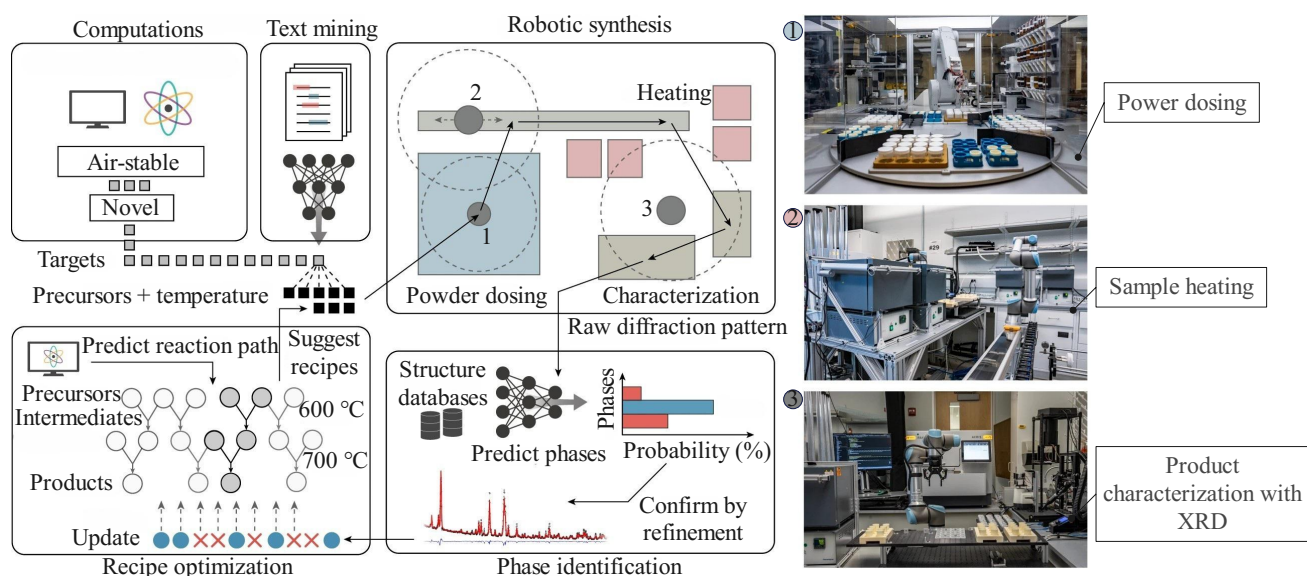 Computations
Text mining
Robotic synthesis
Air-stable
Novel
Targets
Precursors + temperature
2
Heating
1
3
Powder dosing
Characterization
Raw diffraction pattern
Predict reaction path
Suggest
recipes
Precursors
Intermediates
600 °C
700 °C
Products
Update
Recipe optimization
Structure
databases
Predict phases
Phases
Probability (%)
Confirm by
refinement
Phase identification
1
Power dosing
2
Sample heating
3
Product
characterization with
XRD